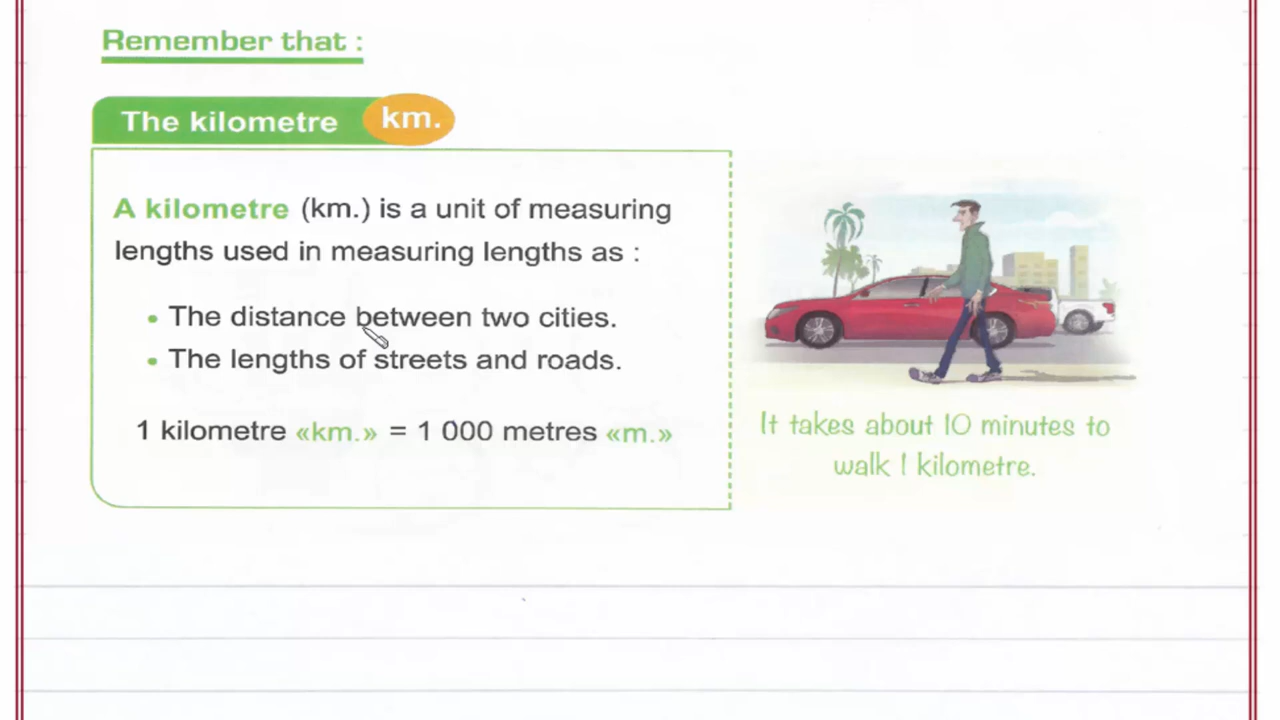 Remember that :
The kilometre km.
A kilometre (km.) is a unit of measuring
lengths used in measuring lengths as :
• The distance between two cities.
• The lengths of streets and roads.
1 kilometre «km.» = 1 000 metres «m.»
It takes about 10 minutes to
walk 1 kilometre.